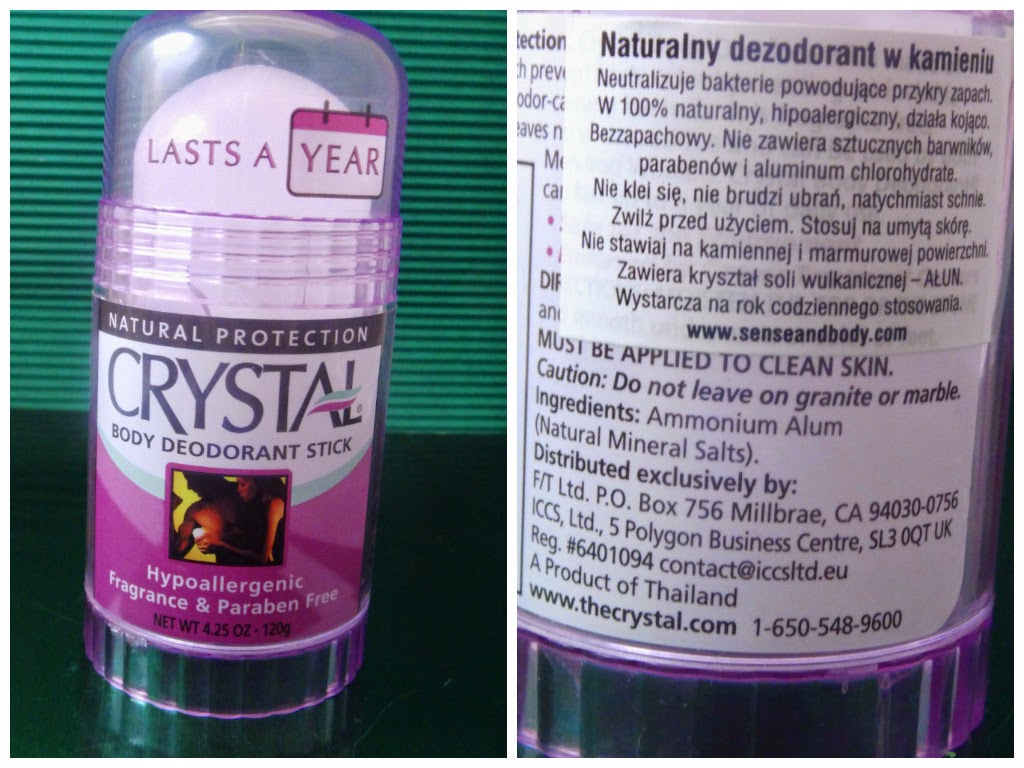 LASTS A YEAR
NATURAL PROTECTION
CRYSTAL®
BODY DEODORANT STICK
Hypoallergenic
Fragrance & Paraben Free
NET WT 4.25 OZ · 120g
Naturalny dezodorant w kamieniu
Neutralizuje bakterie powodujące przykry zapach.
W 100% naturalny, hipoalergiczny, działa kojąco.
Bezzapachowy. Nie zawiera sztucznych barwników,
parabenów i aluminum chlorohydrate.
Nie klei się, nie brudzi ubrań, natychmiast schnie.
Zwilż przed użyciem. Stosuj na umytą skórę.
Nie stawiaj na kamiennej i marmurowej powierzchni.
Zawiera kryształ soli wulkanicznej – AŁUN.
Wystarcza na rok codziennego stosowania.
www.senseandbody.com
MUST BE APPLIED TO CLEAN SKIN.
Caution: Do not leave on granite or marble.
Ingredients: Ammonium Alum
(Natural Mineral Salts).
Distributed exclusively by:
F/T Ltd. P.O. Box 756 Millbrae, CA 94030-0756
ICCS, Ltd., 5 Polygon Business Centre, SL3 0QT UK
Reg. #6401094 contact@iccsltd.eu
A Product of Thailand
www.thecrystal.com 1-650-548-9600